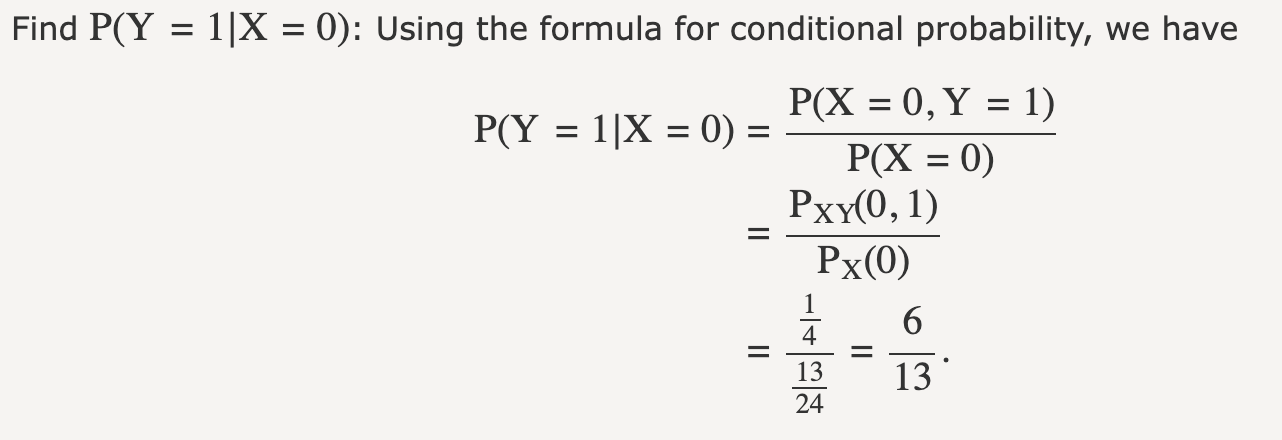 Find P(Y = 1|X = 0): Using the formula for conditional probability, we have
P(Y = 1|X = 0) = \frac{P(X = 0, Y = 1)}{P(X = 0)}
= \frac{P_{XY}(0, 1)}{P_X(0)}
= \frac{\frac{1}{4}}{\frac{13}{24}} = \frac{6}{13}.